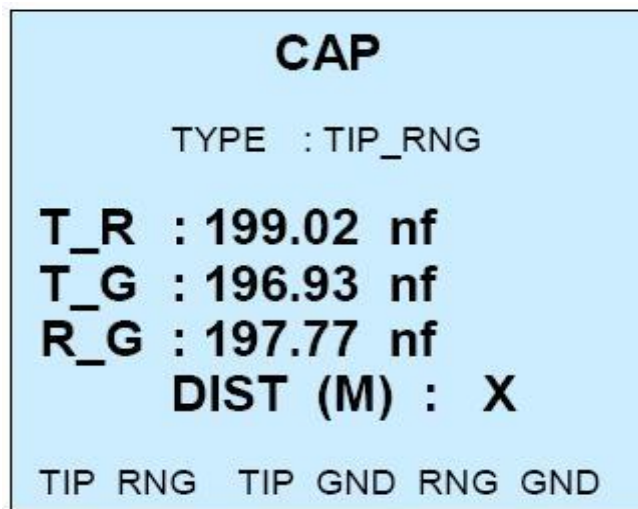 CAP
TYPE : TIP_RNG
T_R : 199.02 nf
T_G : 196.93 nf
R_G : 197.77 nf
DIST (M) : X
TIP RNG TIP GND RNG GND